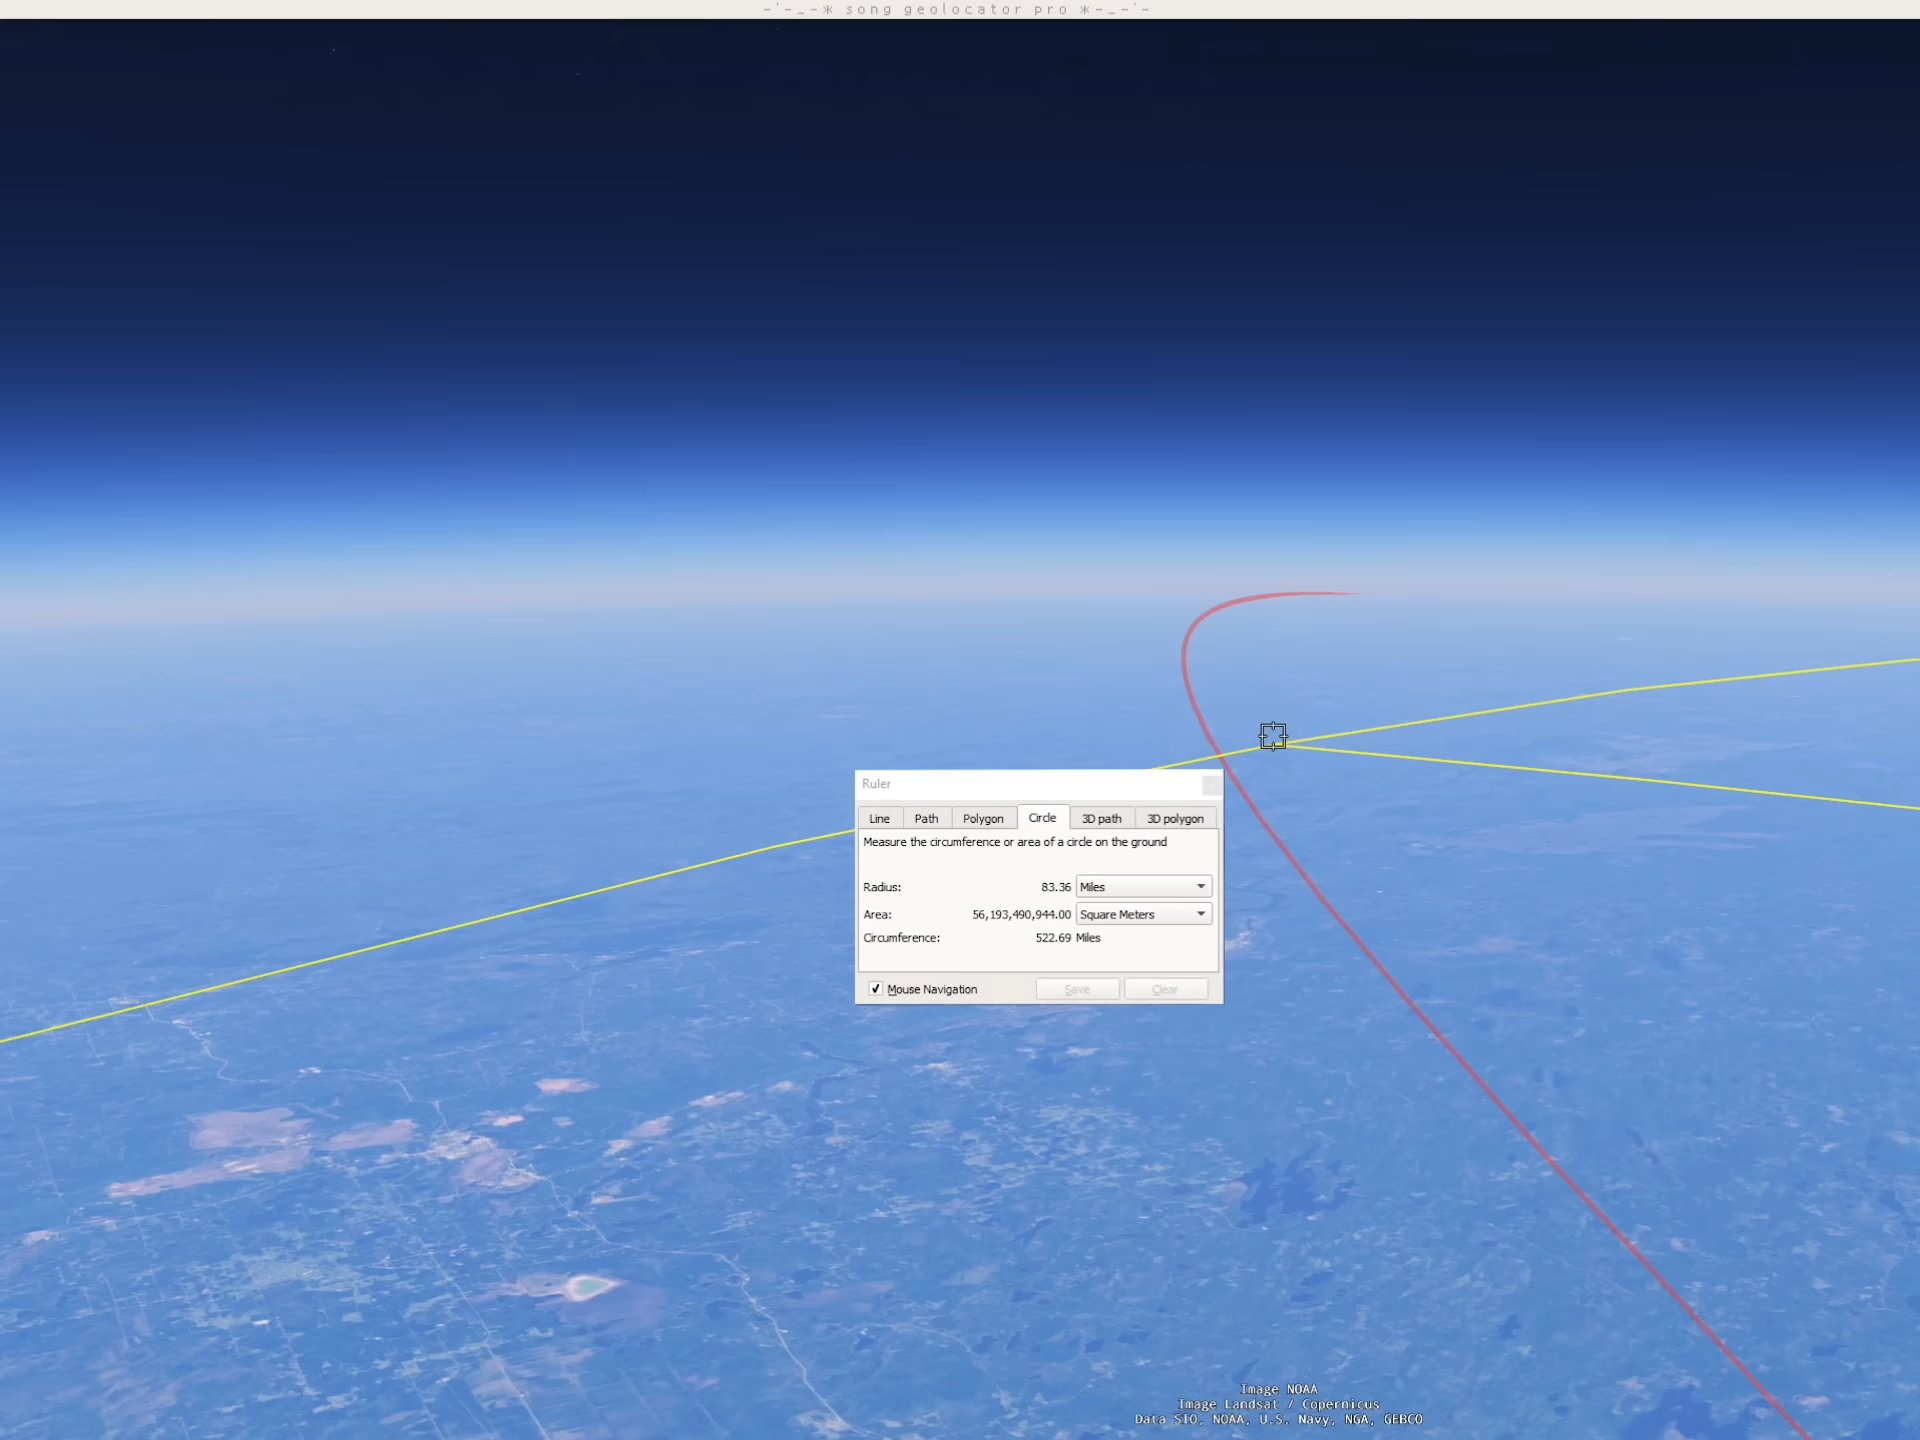 -'-_-* song geolocator pro *-_-'-
Ruler
Line Path Polygon Circle 3D path 3D polygon
Measure the circumference or area of a circle on the ground
Radius: 83.36 Miles
Area: 56,193,490,944.00 Square Meters
Circumference: 522.69 Miles
Mouse Navigation Save Clear
Image NOAA
Image Landsat / Copernicus
Data SIO, NOAA, U.S. Navy, NGA, GEBCO